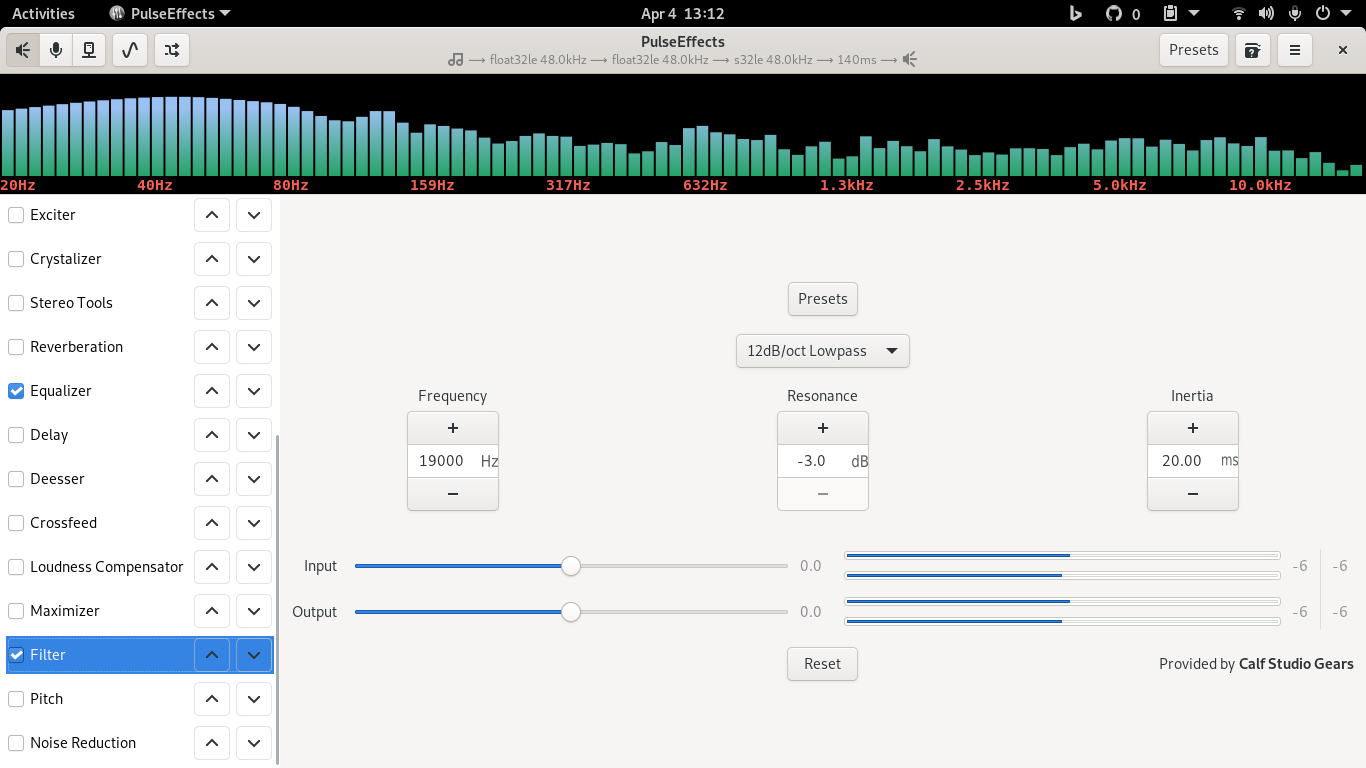 Activities PulseEffects Apr 4 13:12 0
PulseEffects
float32le 48.0kHz ⟶ float32le 48.0kHz ⟶ s32le 48.0kHz ⟶ 140ms ⟶
Presets
20Hz 40Hz 80Hz 159Hz 317Hz 632Hz 1.3kHz 2.5kHz 5.0kHz 10.0kHz
Exciter
Crystalizer
Stereo Tools
Reverberation
Equalizer
Delay
Deesser
Crossfeed
Loudness Compensator
Maximizer
Filter
Pitch
Noise Reduction
Presets
12dB/oct Lowpass
Frequency Resonance Inertia
+ + +
19000 Hz -3.0 dB 20.00 ms
− − −
Input 0.0 -6 -6
Output 0.0 -6 -6
Reset
Provided by Calf Studio Gears